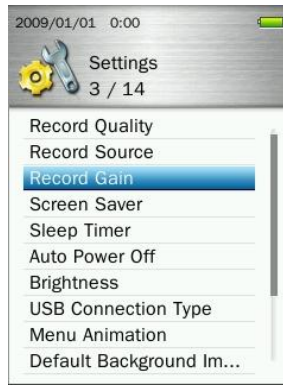 2009/01/01 0:00
Settings
3 / 14
Record Quality
Record Source
Record Gain
Screen Saver
Sleep Timer
Auto Power Off
Brightness
USB Connection Type
Menu Animation
Default Background Im...